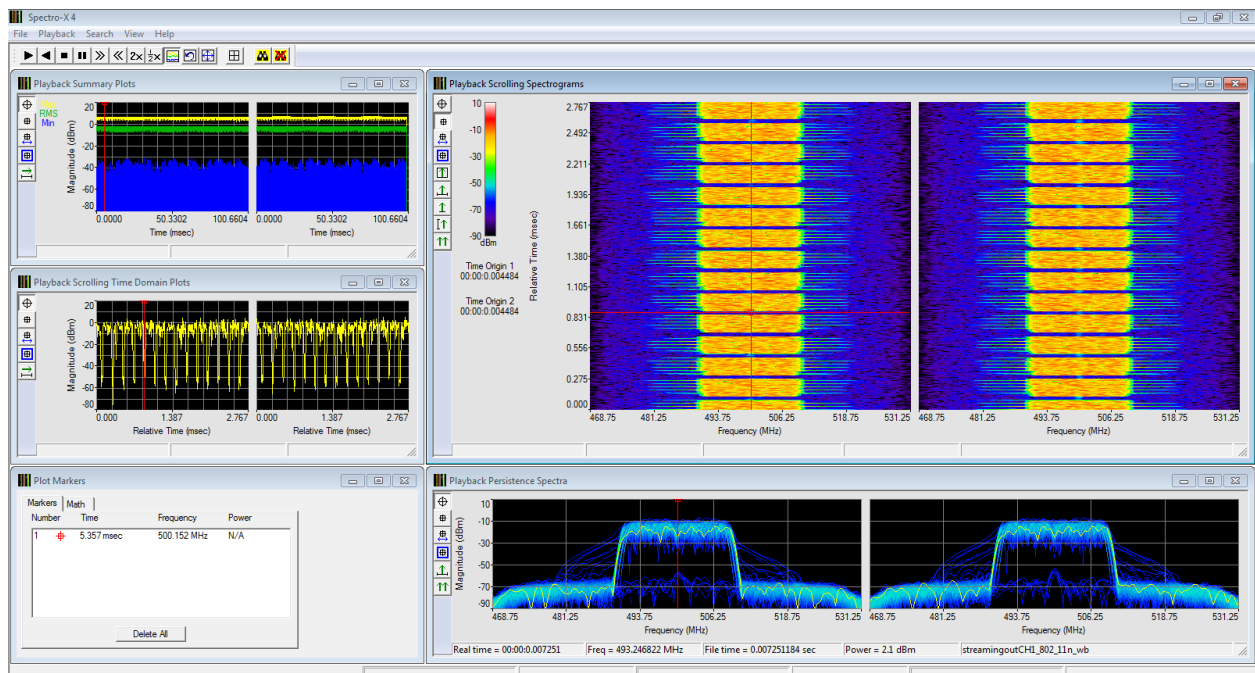 Spectro-X 4
File Playback Search View Help
2x ½x
Playback Summary Plots
RMS
Min
Magnitude (dBm)
20
0
-20
-40
-60
-80
0.0000 50.3302 100.6604 0.0000 50.3302 100.6604
Time (msec) Time (msec)
Playback Scrolling Time Domain Plots
Magnitude (dBm)
20
0
-20
-40
-60
-80
0.000 1.387 2.767 0.000 1.387 2.767
Relative Time (msec) Relative Time (msec)
Plot Markers
Markers Math
Number Time Frequency Power
1 5.357 msec 500.152 MHz N/A
Delete All
Playback Scrolling Spectrograms
10
-10
-30
-50
-70
-90
dBm
Time Origin 1
00:00:0.004484
Time Origin 2
00:00:0.004484
Relative Time (msec)
2.767
2.492
2.211
1.936
1.661
1.380
1.105
0.831
0.556
0.275
0.000
468.75 481.25 493.75 506.25 518.75 531.25 468.75 481.25 493.75 506.25 518.75 531.25
Frequency (MHz) Frequency (MHz)
Playback Persistence Spectra
Magnitude (dBm)
10
-10
-30
-50
-70
-90
468.75 481.25 493.75 506.25 518.75 531.25 468.75 481.25 493.75 506.25 518.75 531.25
Frequency (MHz) Frequency (MHz)
Real time = 00:00:0.007251 Freq = 493.246822 MHz File time = 0.007251184 sec Power = 2.1 dBm streamingoutCH1_802_11n_wb